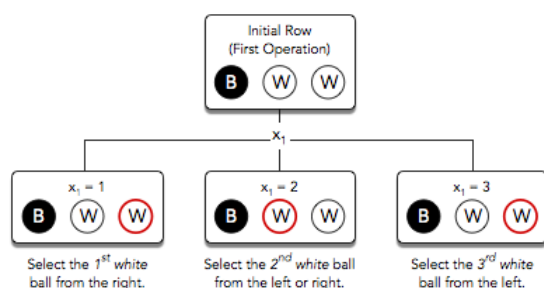 Initial Row
(First Operation)
B W W
x₁
x₁ = 1
B W W
x₁ = 2
B W W
x₁ = 3
B W W
Select the 1ˢᵗ white
ball from the right.
Select the 2ⁿᵈ white ball
from the left or right.
Select the 3ʳᵈ white
ball from the left.